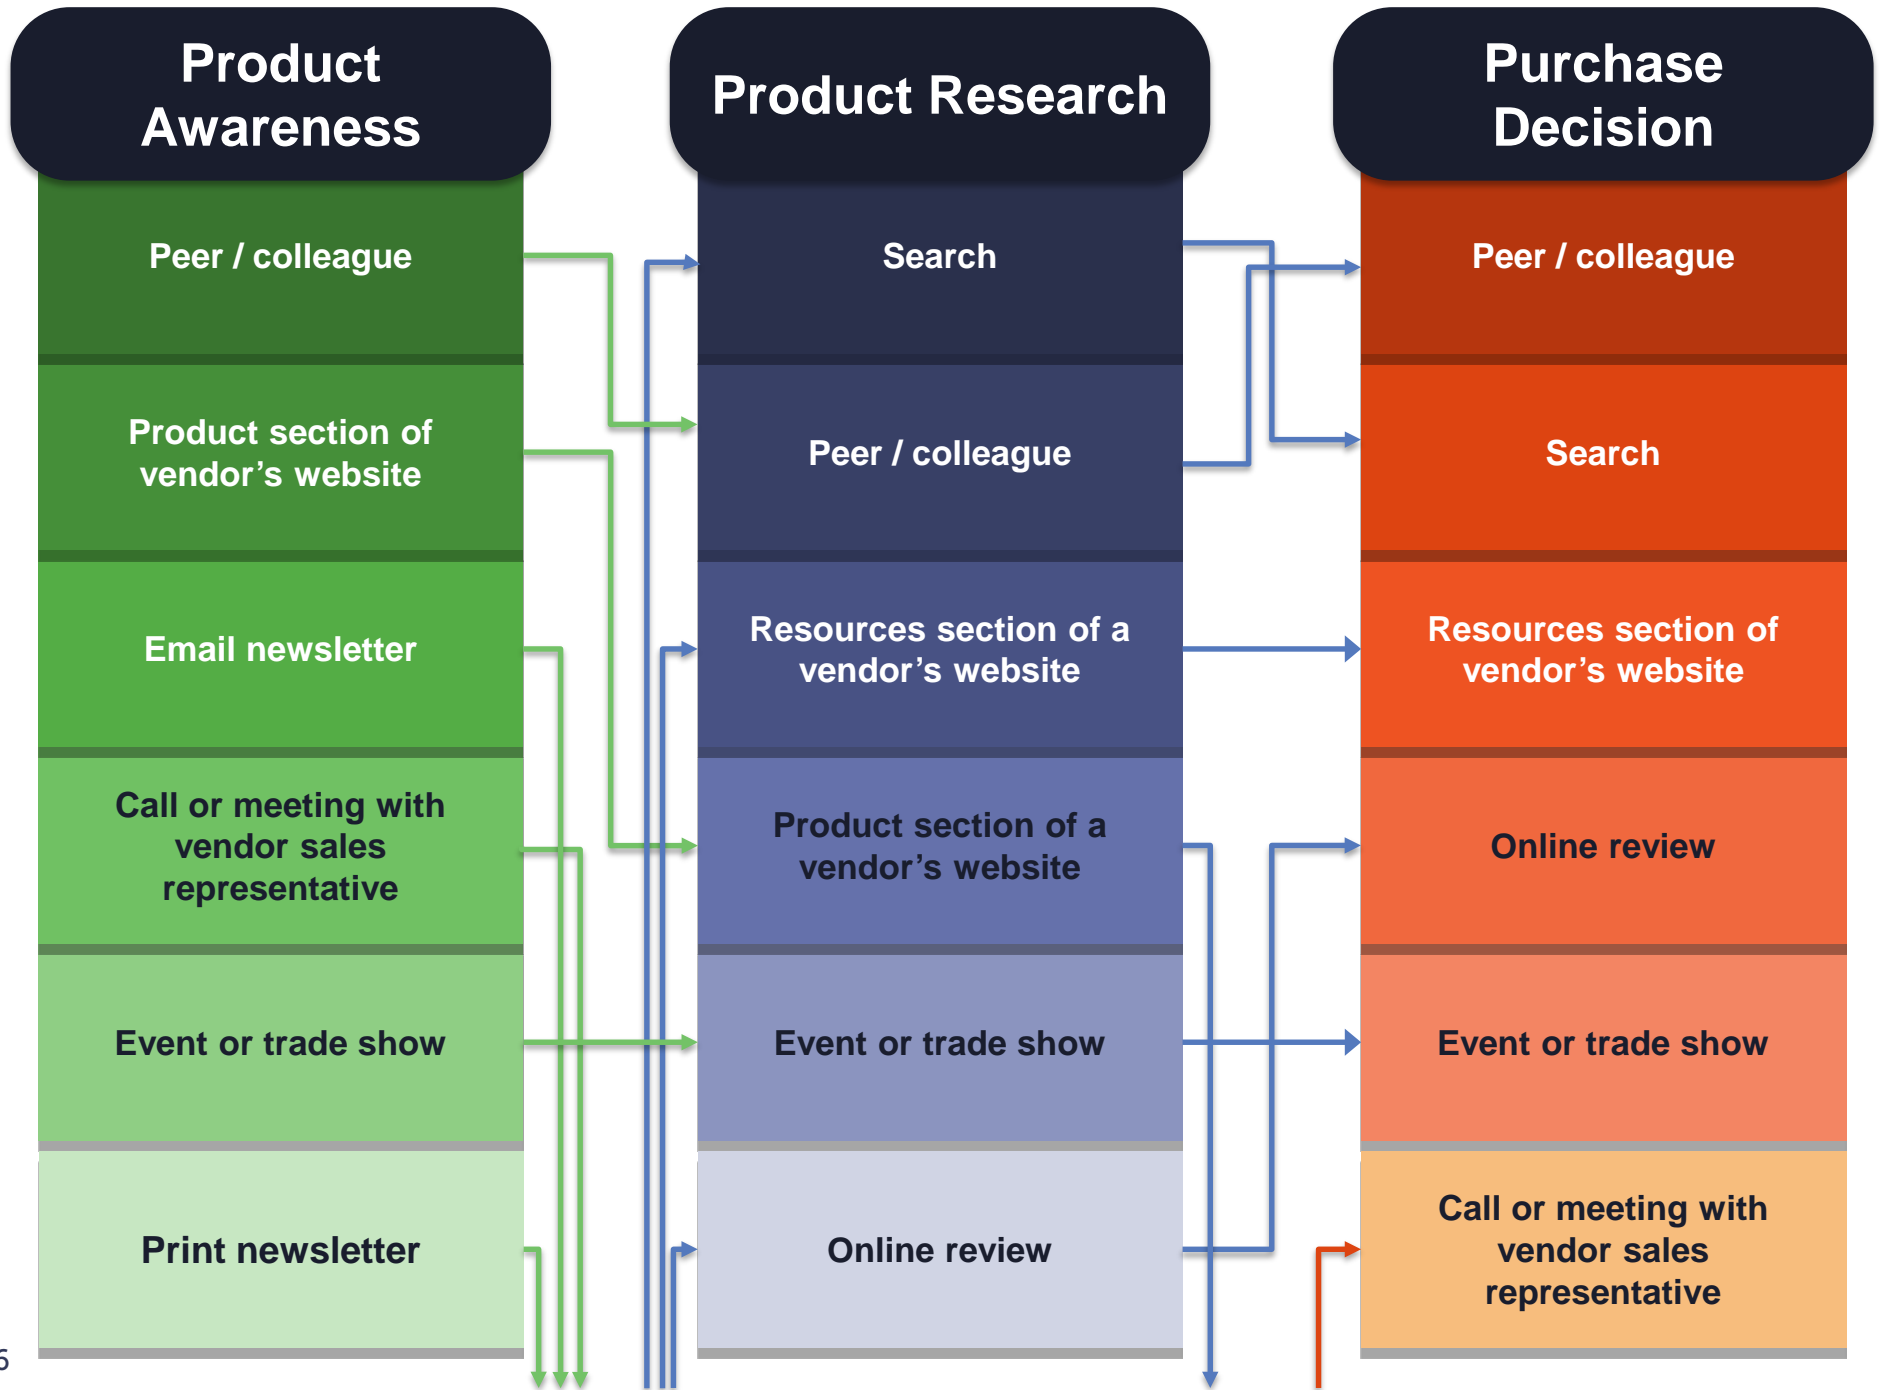 Product
Awareness
Peer / colleague
Product section of
vendor’s website
Email newsletter
Call or meeting with
vendor sales
representative
Event or trade show
Print newsletter
Product Research
Search
Peer / colleague
Resources section of a
vendor’s website
Product section of a
vendor’s website
Event or trade show
Online review
Purchase
Decision
Peer / colleague
Search
Resources section of
vendor’s website
Online review
Event or trade show
Call or meeting with
vendor sales
representative
6